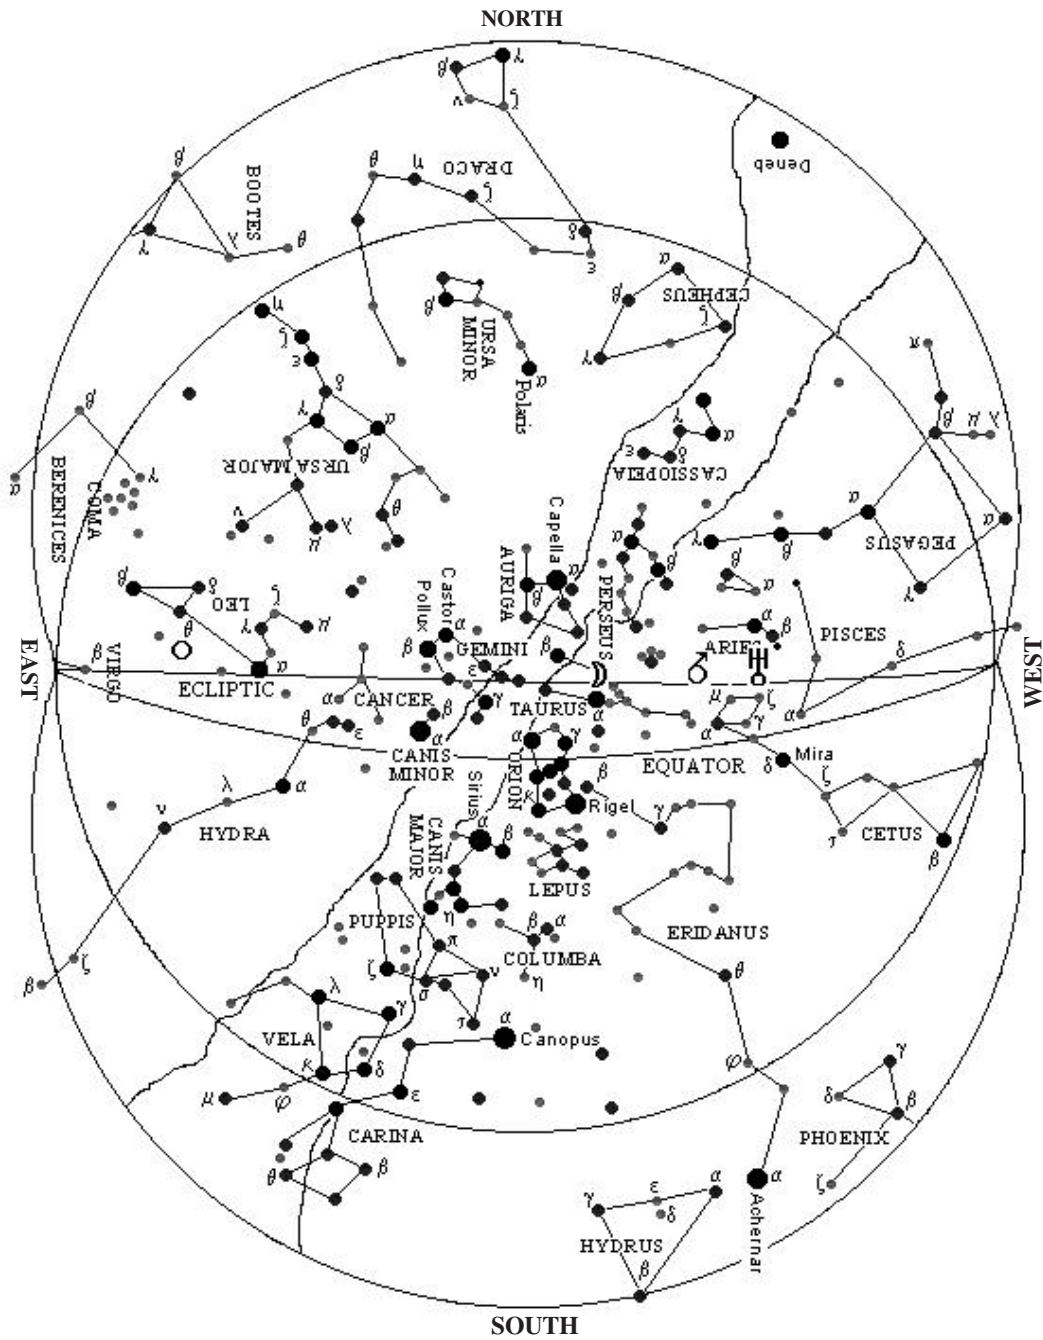 NORTH
β γ
ν ξ
Deneb
θ η ζ
DRACO
β
BOOTES
γ λ θ
δ
ε
α
CEPHEUS
β
ζ
γ
η
ζ
ε
β
URSA
MINOR
α
Polaris
π
δ
γ α
β
URSA MAJOR
β
γ
α
COMA
BERENICES
γ α
ε δ
CASSIOPEIA
β μ λ
α α
PEGASUS
γ β
γ
ν
μ λ
θ
Capella
α
β
AURIGA
α
β
PERSEUS
β α
β δ
LEO
θ
ζ
γ μ
α
Castor
Pollux
α
β
GEMINI
ε
γ
β
α
β
ARIES
PISCES
δ
α
EAST
WEST
β
VIRGO
ECLIPTIC
α
CANCER
TAURUS
α
μ ζ
α γ
θ
ε
β
α
CANIS
MINOR
α
γ
ORION
κ
β
Rigel
EQUATOR
δ
Mira
ζ
τ
CETUS
β
λ
α
ν
HYDRA
Sirius
α
β
CANIS
MAJOR
η
LEPUS
γ
ERIDANUS
PUPPIS
π
β α
COLUMBA
η
ζ
β
ζ
σ
ν
τ
θ
λ
γ
VELA
α
Canopus
κ
δ
μ
φ
ε
φ
γ
δ
β
PHOENIX
ζ
CARINA
θ
β
α
Achernar
γ
ε
δ
α
HYDRUS
β
SOUTH